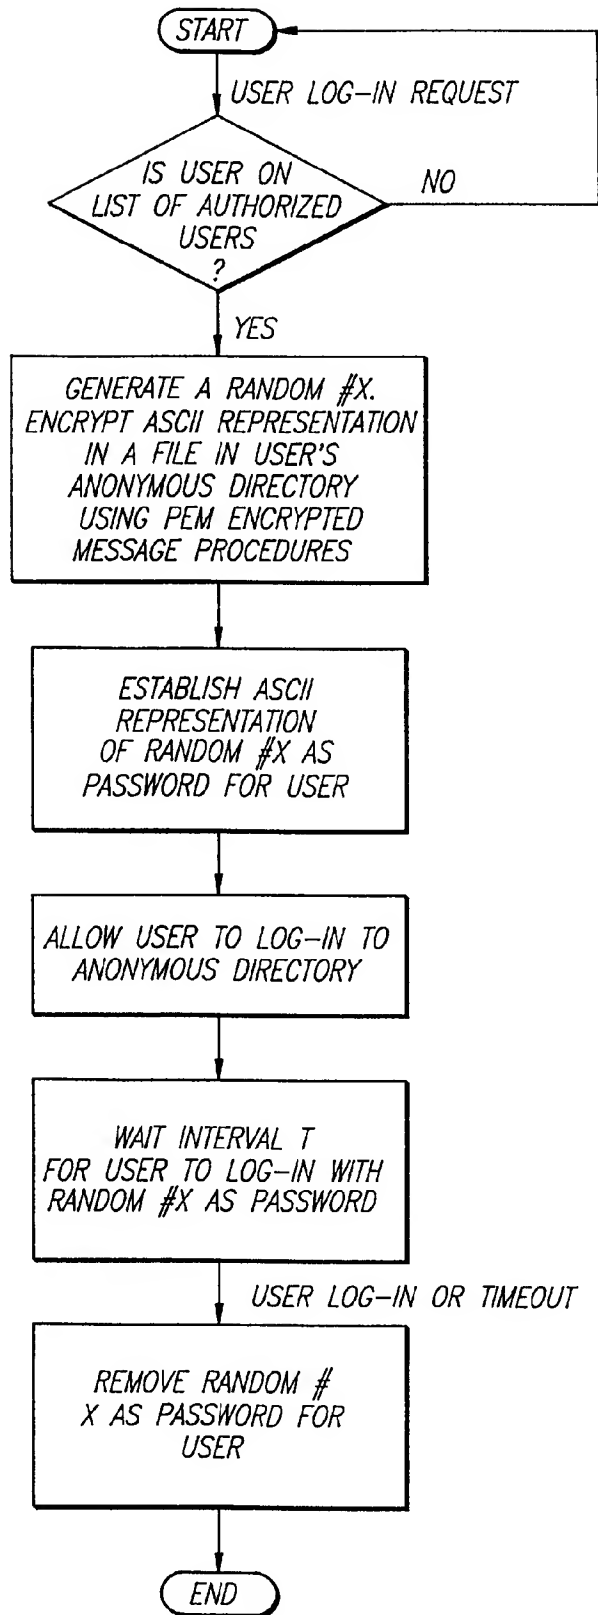 START
USER LOG-IN REQUEST
IS USER ON
LIST OF AUTHORIZED
USERS
?
NO
YES
GENERATE A RANDOM #X.
ENCRYPT ASCII REPRESENTATION
IN A FILE IN USER'S
ANONYMOUS DIRECTORY
USING PEM ENCRYPTED
MESSAGE PROCEDURES
ESTABLISH ASCII
REPRESENTATION
OF RANDOM #X AS
PASSWORD FOR USER
ALLOW USER TO LOG-IN TO
ANONYMOUS DIRECTORY
WAIT INTERVAL T
FOR USER TO LOG-IN WITH
RANDOM #X AS PASSWORD
USER LOG-IN OR TIMEOUT
REMOVE RANDOM #
X AS PASSWORD FOR
USER
END